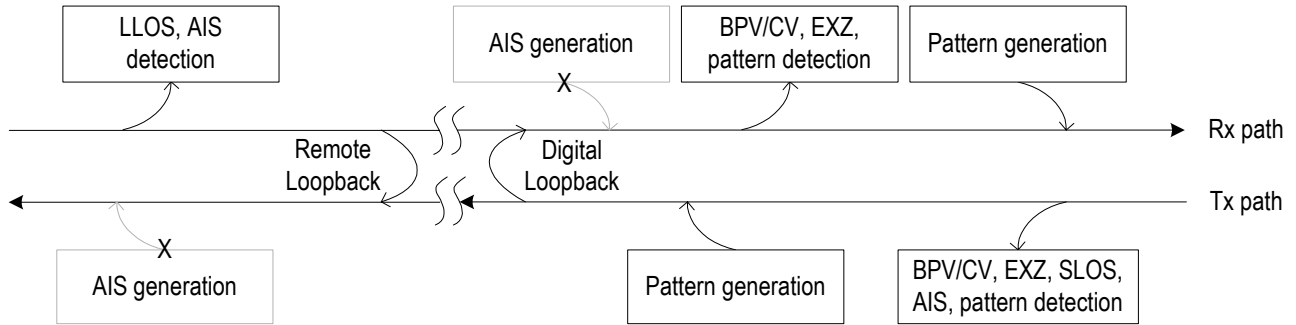 LLOS, AIS
detection
AIS generation
X
BPV/CV, EXZ,
pattern detection
Pattern generation
Rx path
Remote
Loopback
Digital
Loopback
Tx path
X
AIS generation
Pattern generation
BPV/CV, EXZ, SLOS,
AIS, pattern detection